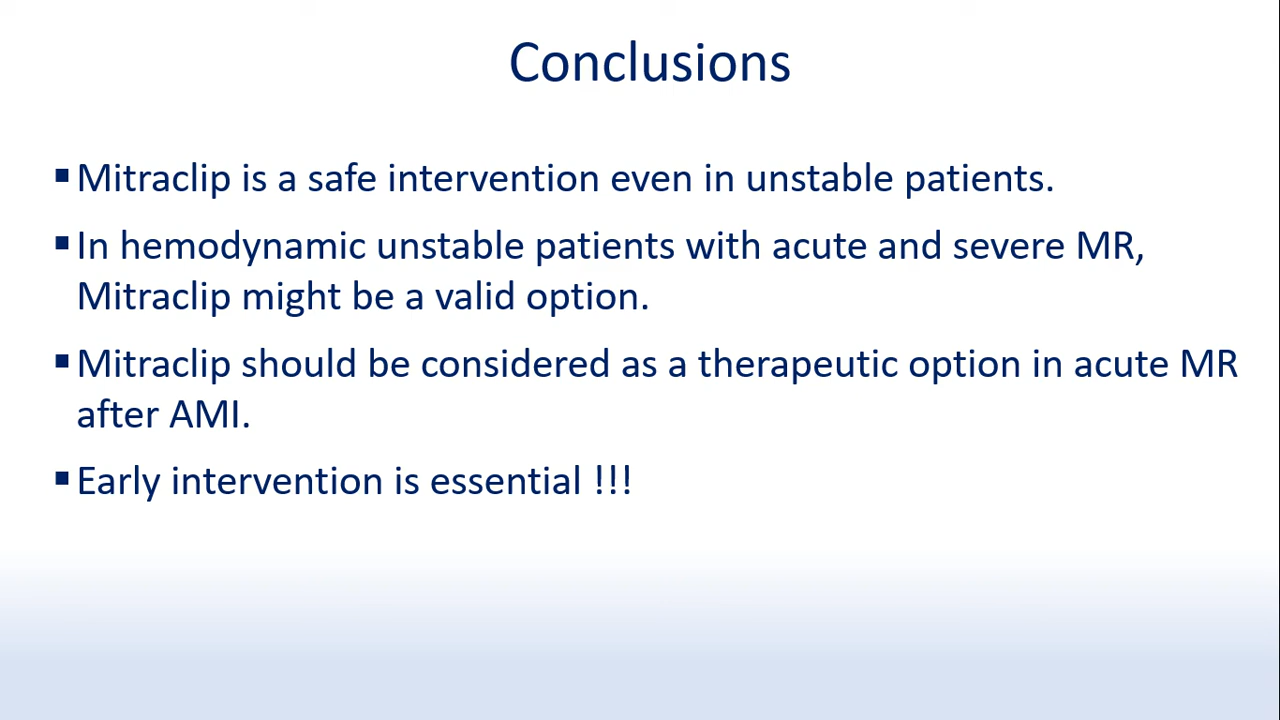 Conclusions
▪Mitraclip is a safe intervention even in unstable patients.
▪In hemodynamic unstable patients with acute and severe MR,
Mitraclip might be a valid option.
▪Mitraclip should be considered as a therapeutic option in acute MR
after AMI.
▪Early intervention is essential !!!